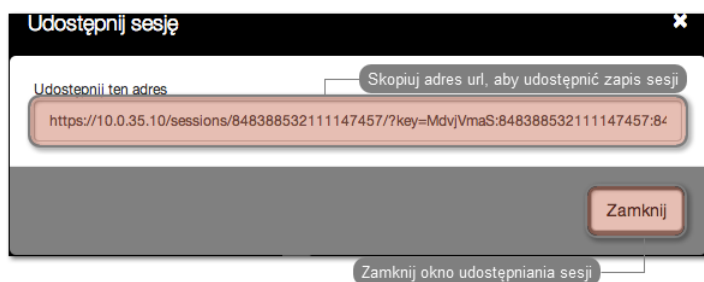 Udostępnij sesję ×
Skopiuj adres url, aby udostępnić zapis sesji
Udostępnij ten adres
https://10.0.35.10/sessions/848388532111147457/?key=MdvjVmaS:848388532111147457:84
Zamknij
Zamknij okno udostępniania sesji